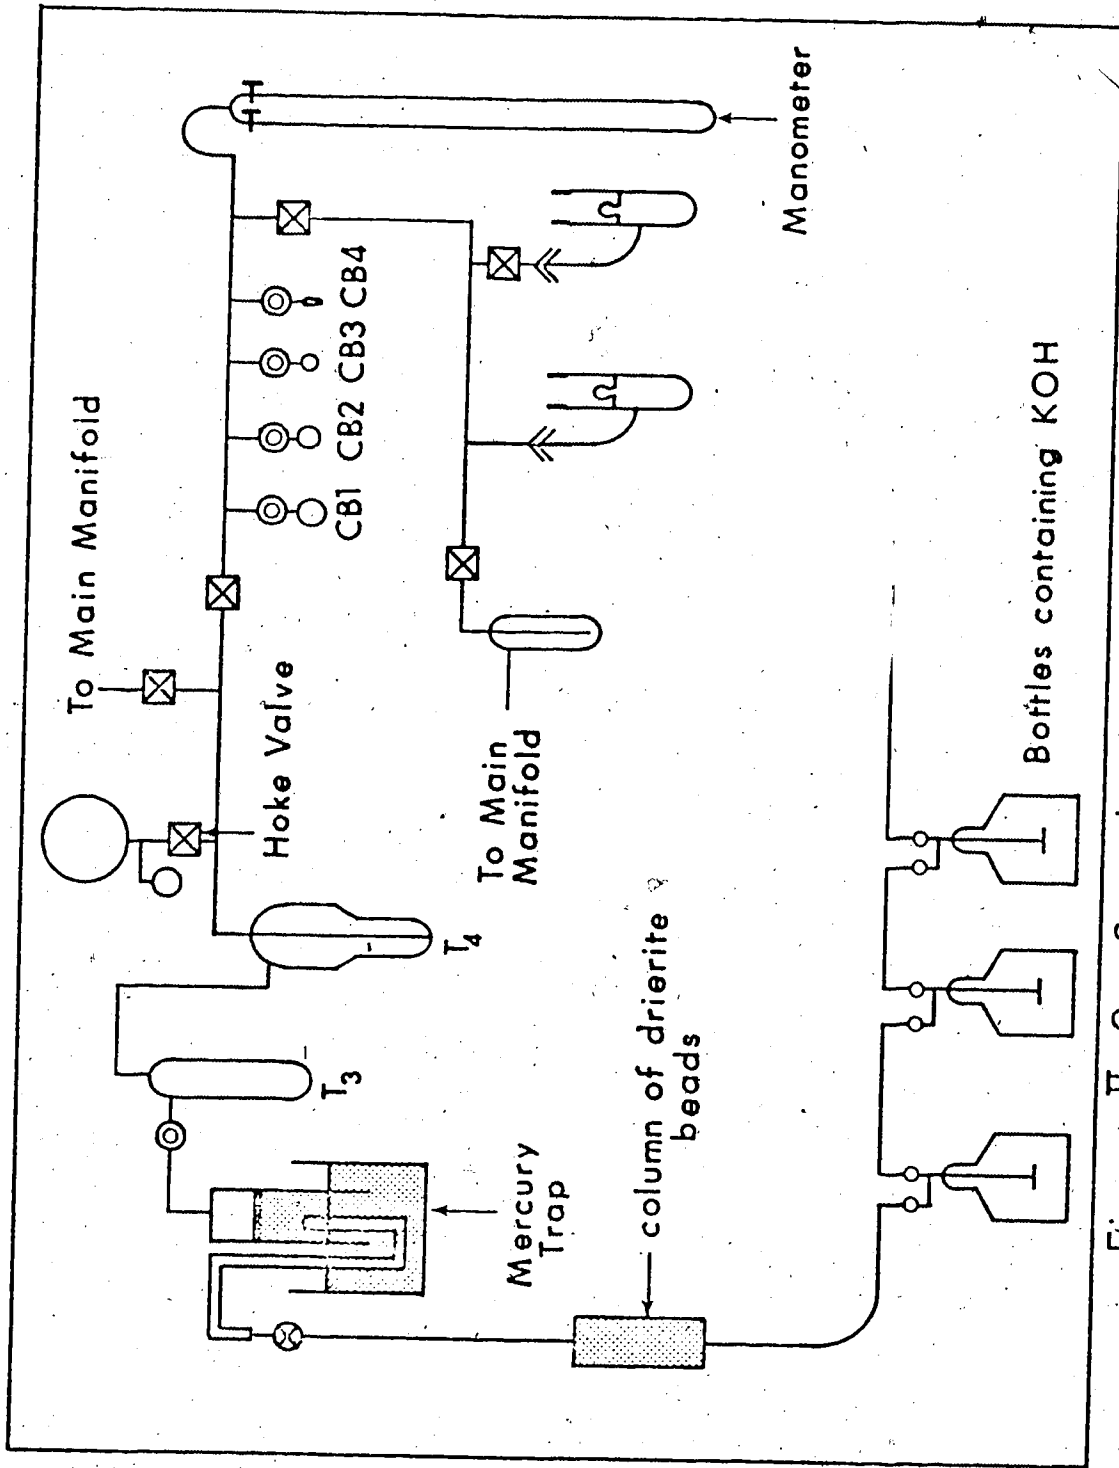 To Main Manifold
Hoke Valve
CB1 CB2 CB3 CB4
Manometer
To Main
Manifold
T4
T3
Mercury
Trap
column of drierite
beads
Bottles containing KOH